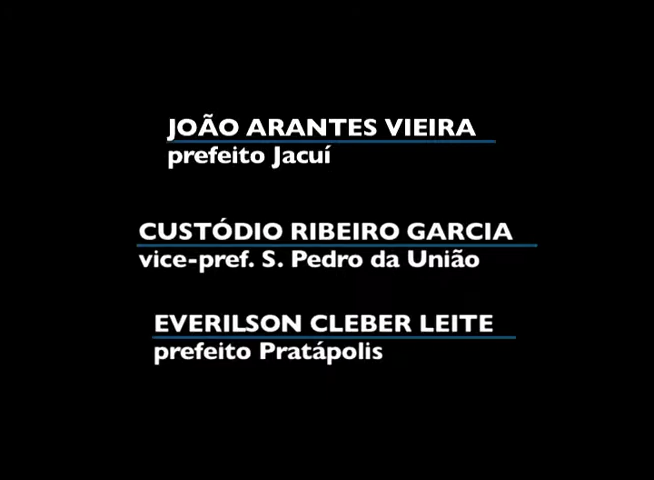 JOÃO ARANTES VIEIRA
prefeito Jacuí
CUSTÓDIO RIBEIRO GARCIA
vice-pref. S. Pedro da União
EVERILSON CLEBER LEITE
prefeito Pratápolis